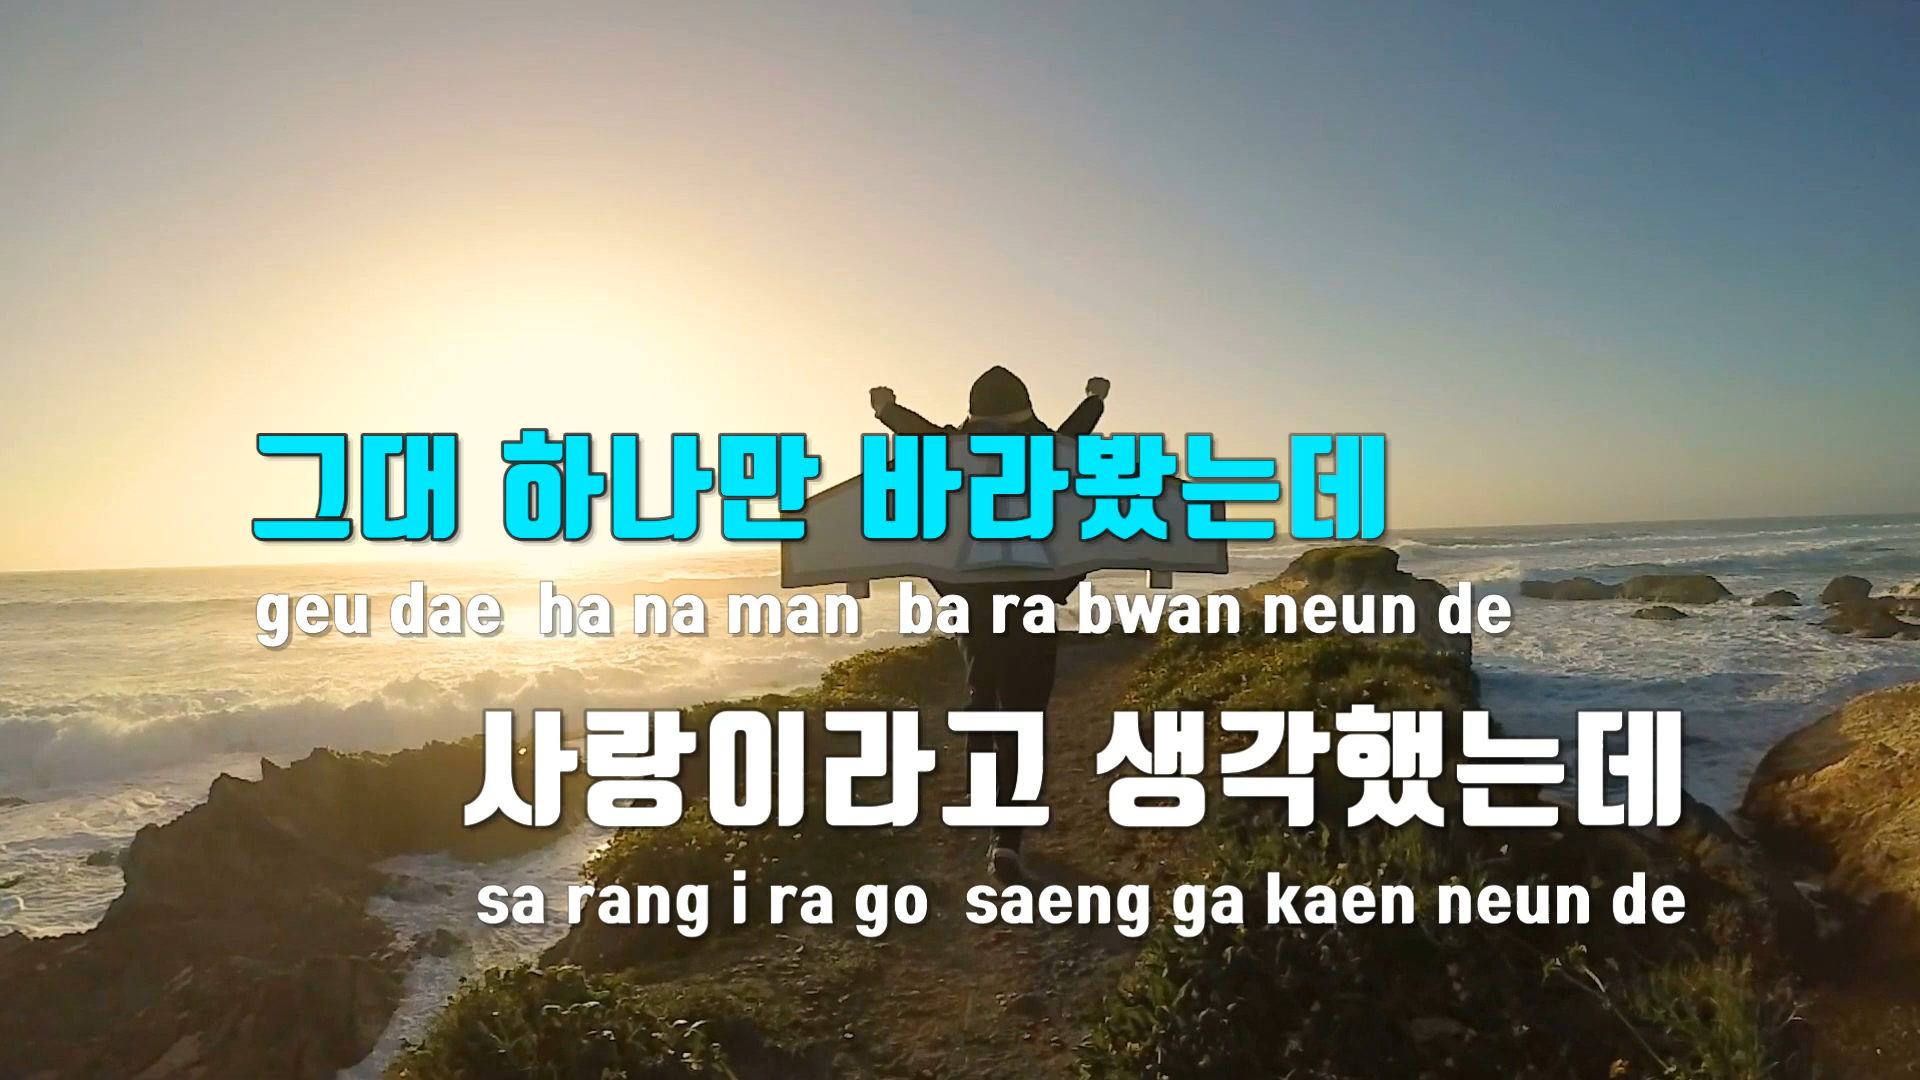 그대 하나만 바라봤는데
geu dae ha na man ba ra bwan neun de
사랑이라고 생각했는데
sa rang i ra go saeng ga kaen neun de